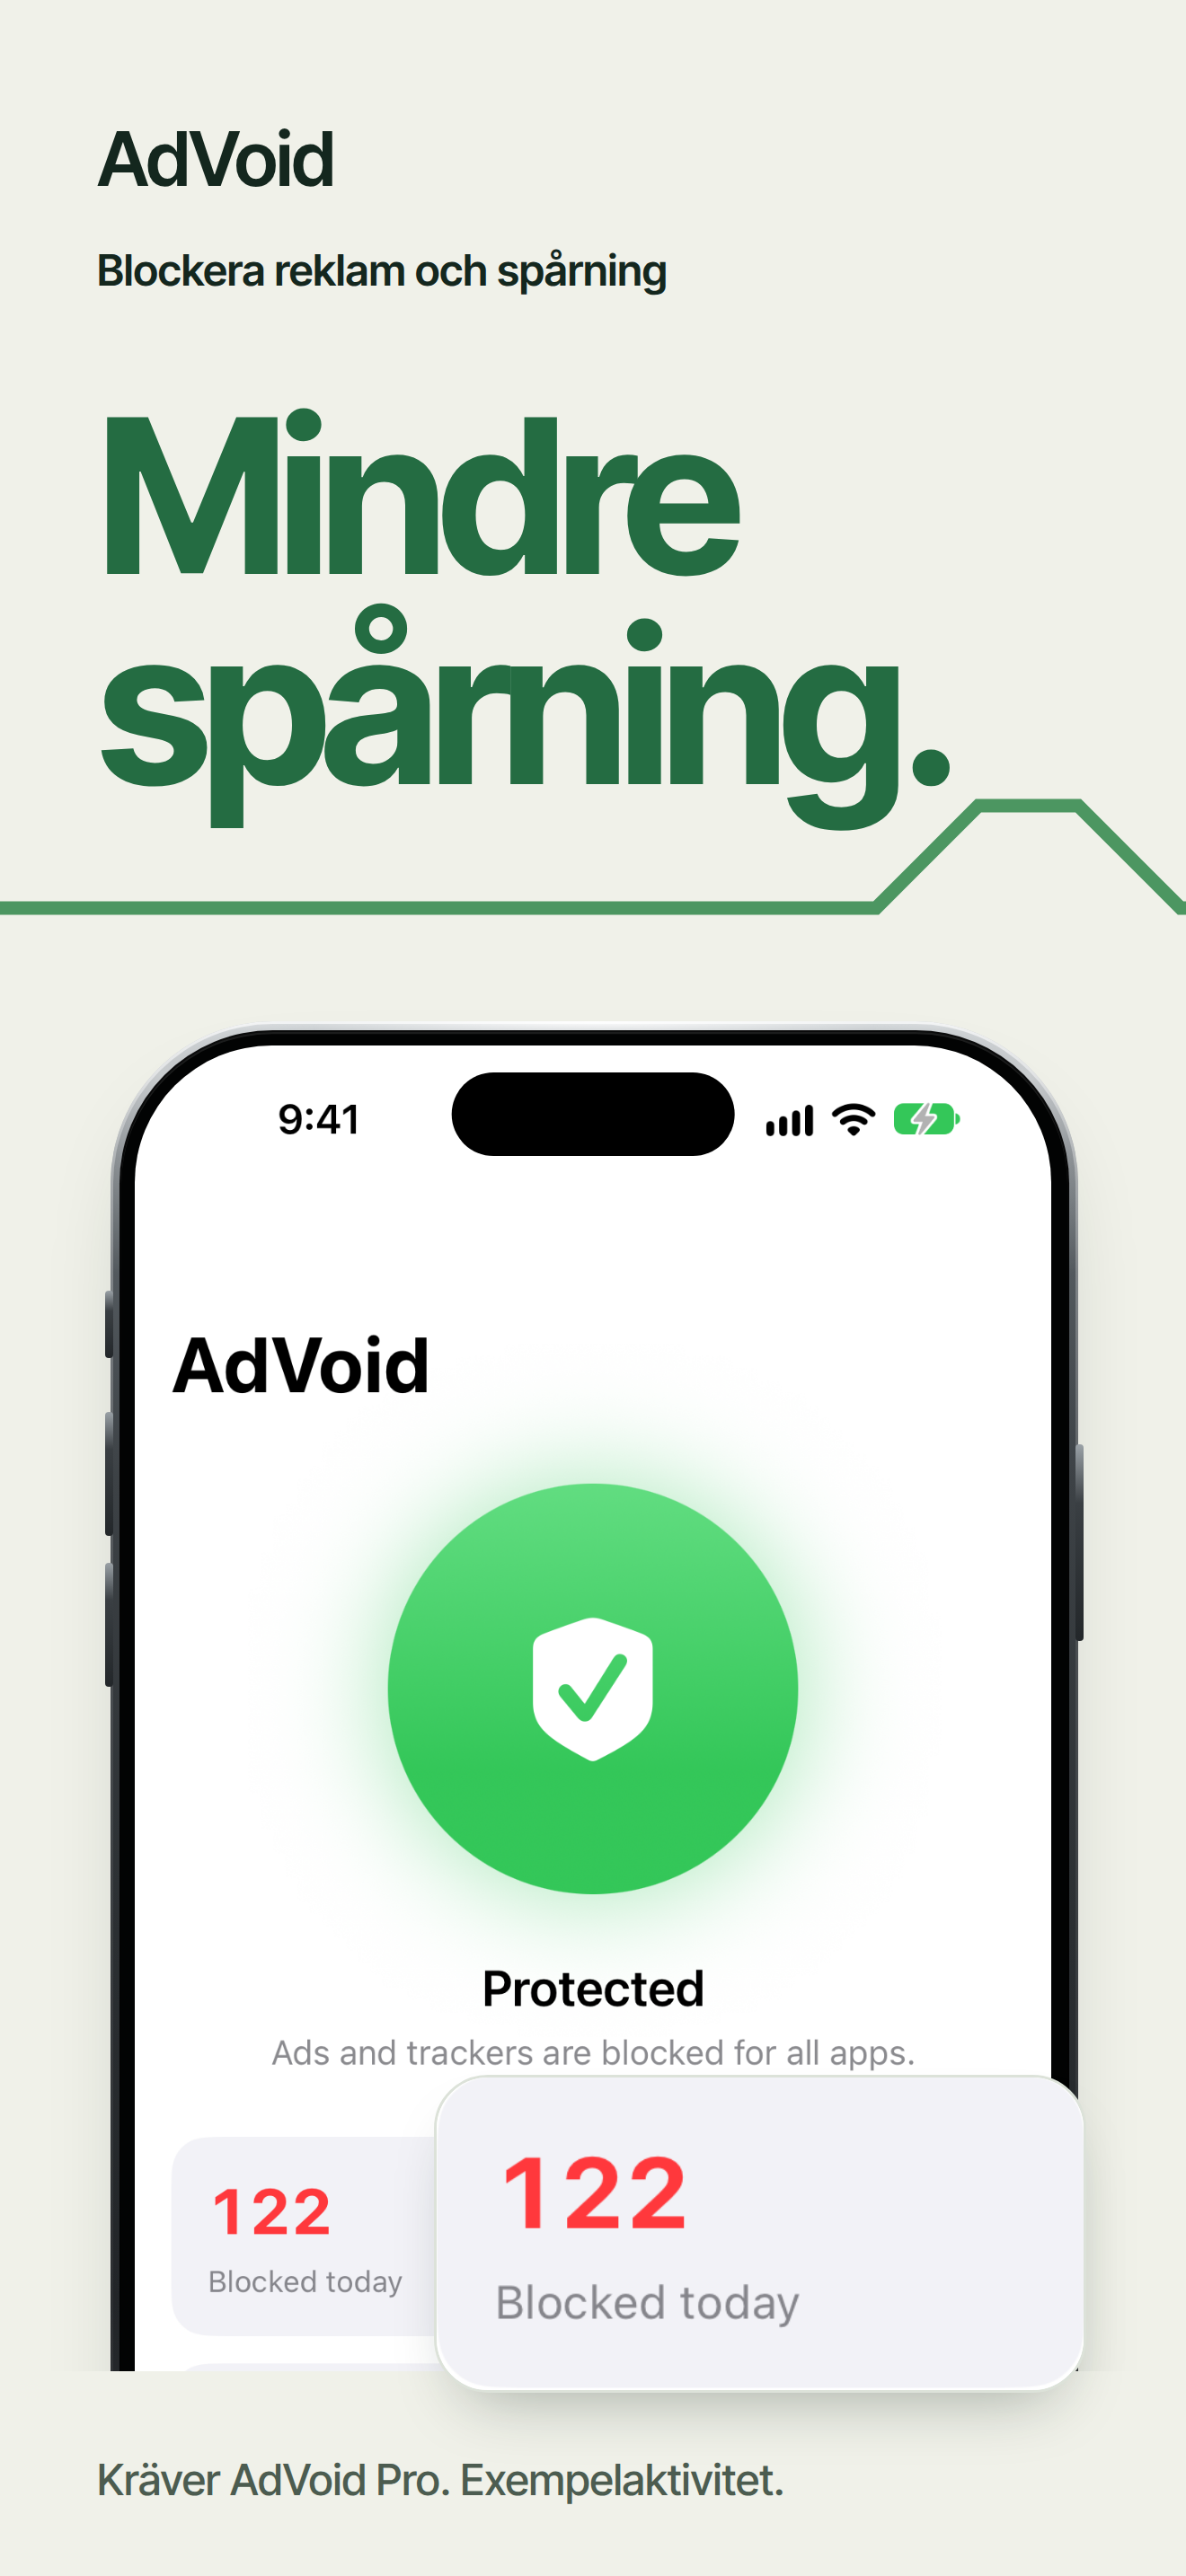 AdVoid
Blockera reklam och spårning
Mindre
spårning.
9:41
AdVoid
Protected
Ads and trackers are blocked for all apps.
122
Blocked today
122
Blocked today
Kräver AdVoid Pro. Exempelaktivitet.